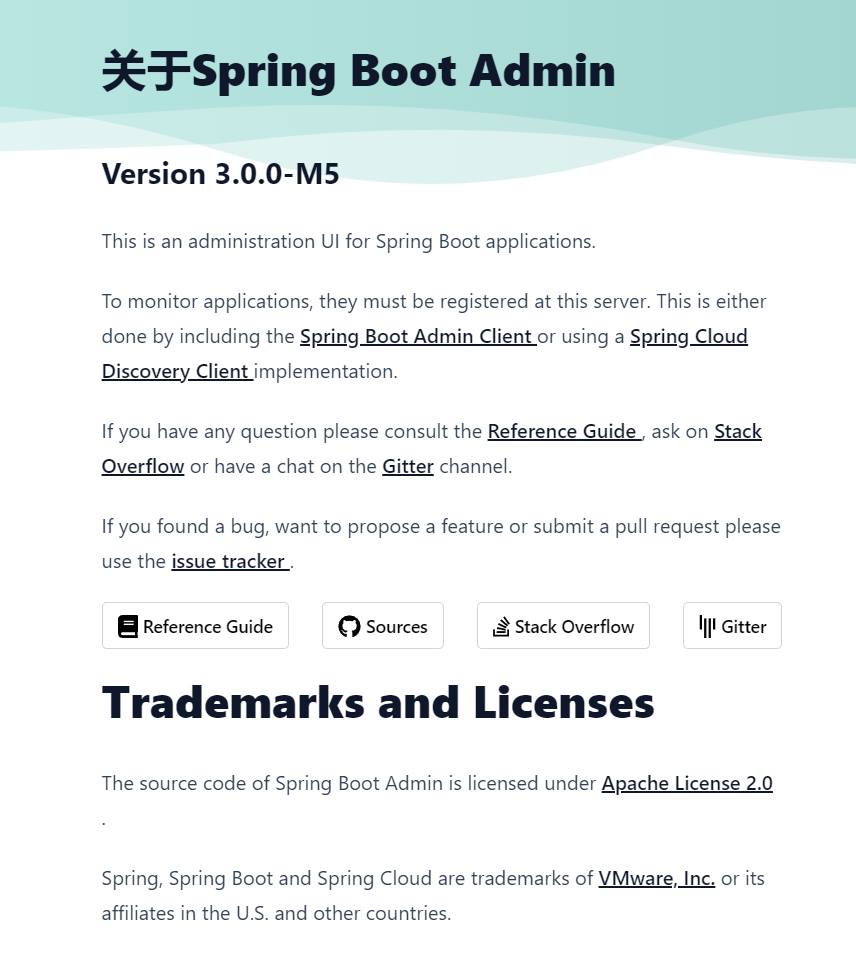 关于Spring Boot Admin
Version 3.0.0-M5
This is an administration UI for Spring Boot applications.
To monitor applications, they must be registered at this server. This is either
done by including the Spring Boot Admin Client or using a Spring Cloud
Discovery Client implementation.
If you have any question please consult the Reference Guide , ask on Stack
Overflow or have a chat on the Gitter channel.
If you found a bug, want to propose a feature or submit a pull request please
use the issue tracker .
Reference Guide Sources Stack Overflow Gitter
Trademarks and Licenses
The source code of Spring Boot Admin is licensed under Apache License 2.0
.
Spring, Spring Boot and Spring Cloud are trademarks of VMware, Inc. or its
affiliates in the U.S. and other countries.